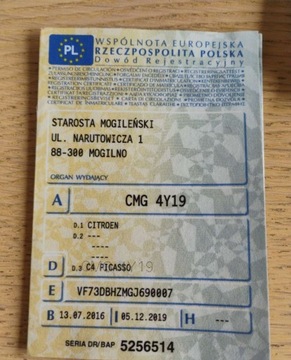 PL
WSPÓLNOTA EUROPEJSKA
RZECZPOSPOLITA POLSKA
Dowód Rejestracyjny
STAROSTA MOGILEŃSKI
UL. NARUTOWICZA 1
88-300 MOGILNO
ORGAN WYDAJĄCY
A CMG 4Y19
D.1 CITROEN
D.2 ---
----
----
D D.3 C4 PICASSO
E VF73DBHZMGJ690007
B 13.07.2016 I 05.12.2019 H ---
SERIA DR/BAP 5256514